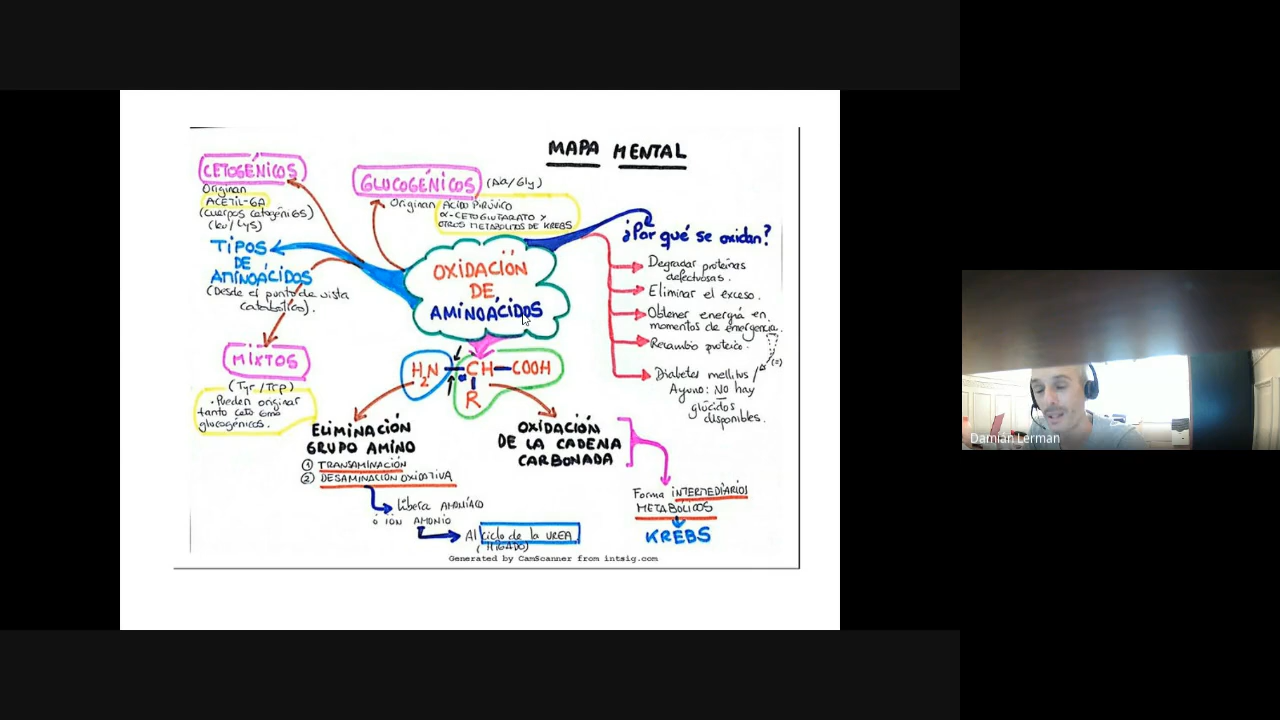 MAPA MENTAL
CETOGÉNICOS
Originan
ACETIL-CoA
(cuerpos cetogénicos)
(Leu/Lys)
GLUCOGÉNICOS (Ala/Gly)
Originan ÁCIDO PIRÚVICO
α-CETOGLUTARATO Y
OTROS METABOLITOS DE KREBS
¿Por qué se oxidan?
Degradar proteínas
defectuosas.
Eliminar el exceso.
Obtener energía en
momentos de emergencia.
Recambio proteico.
(=)
Diabetes mellitus /
Ayuno: NO hay
glúcidos
disponibles.
TIPOS
DE
AMINOÁCIDOS
(Desde el punto de vista
catabólico).
OXIDACIÓN
DE
AMINOÁCIDOS
MIXTOS
(Tyr/Trp)
· Pueden originar
tanto ceto como
glucogénicos.
H2N—CH—COOH
α
R
ELIMINACIÓN
GRUPO AMINO
① TRANSAMINACIÓN
② DESAMINACIÓN OXIDATIVA
Libera AMONÍACO
ó ION AMONIO
Al ciclo de la UREA
(HÍGADO)
OXIDACIÓN
DE LA CADENA
CARBONADA
Forma INTERMEDIARIOS
METABÓLICOS
KREBS
Generated by CamScanner from intsig.com
Damian Lerman